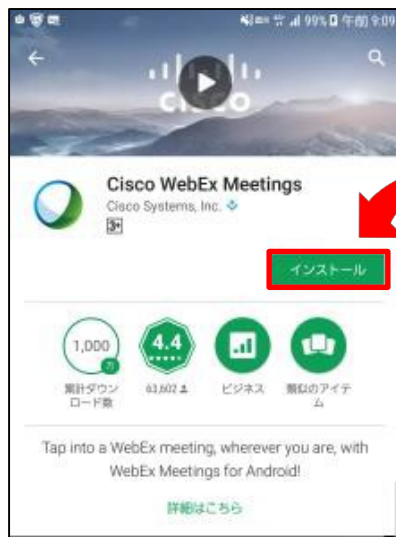 99% 午前 9:09
CISCO
Cisco WebEx Meetings
Cisco Systems, Inc.
3+
インストール
1,000
万
4.4
累計ダウン
ロード数
63,602
ビジネス
類似のアイテ
ム
Tap into a WebEx meeting, wherever you are, with
WebEx Meetings for Android!
詳細はこちら